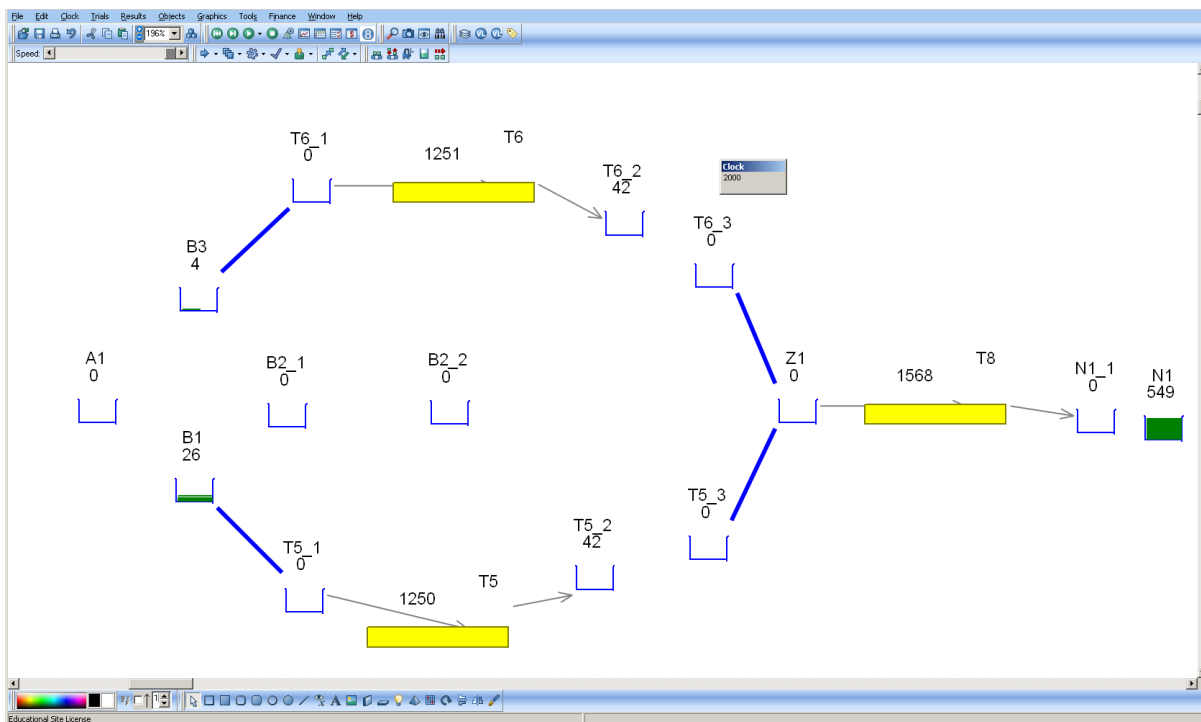 File Edit Clock Trials Results Objects Graphics Tools Finance Window Help
196%
Speed:
T6_1
0
T6
1251
T6_2
42
Clock
2000
T6_3
0
B3
4
A1
0
B2_1
0
B2_2
0
Z1
0
T8
1568
N1_1
0
N1
549
B1
26
T5_3
0
T5_2
42
T5_1
0
T5
1250
Educational Site License